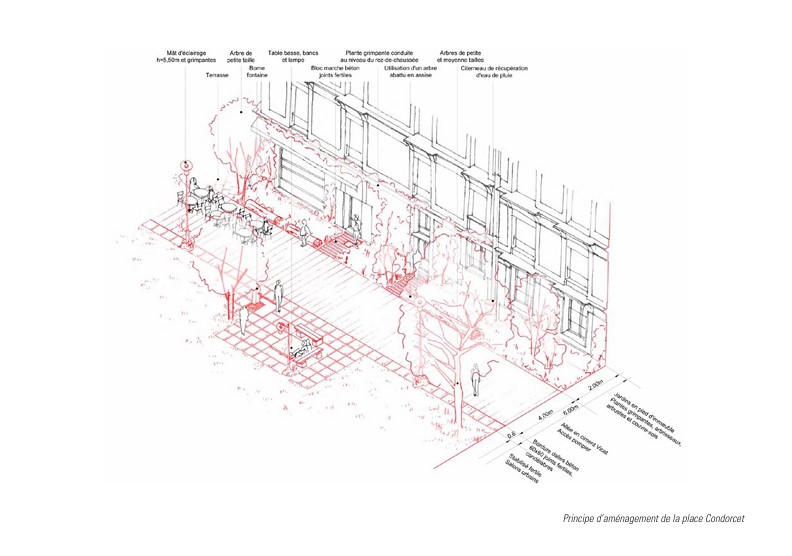 Mât d'éclairage
h=5,50m et grimpantes
Terrasse
Arbre de
petite taille
Borne
fontaine
Table basse, bancs
et lampe
Bloc marche béton
joints fertiles
Plante grimpante conduite
au niveau du rez-de-chaussée
Utilisation d'un arbre
abattu en assise
Arbres de petite
et moyenne tailles
Citerneau de récupération
d'eau de pluie
2,00m
6,00m
4,00m
0.6
Jardins en pied d'immeuble
Plantes grimpantes, arbrisseaux,
arbustes et couvre-sols
Allée en ciment Vicat
Accès pompier
Bordure dalles béton
60x60 joints fertiles,
candélabres
Stabilisé fertile
Salons urbains
Principe d'aménagement de la place Condorcet